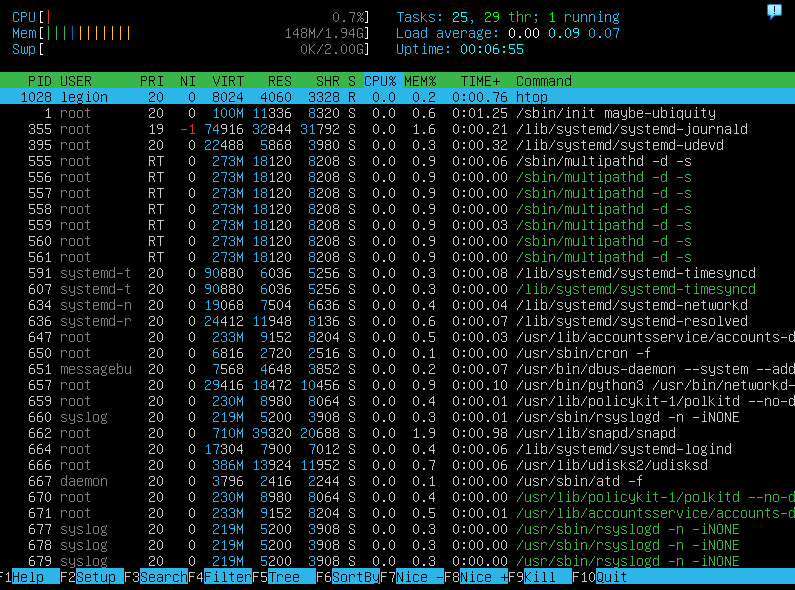 CPU[| 0.7%] Tasks: 25, 29 thr; 1 running
Mem[||||||||||| 148M/1.94G] Load average: 0.00 0.09 0.07
Swp[ 0K/2.00G] Uptime: 00:06:55
PID USER PRI NI VIRT RES SHR S CPU% MEM% TIME+ Command
1028 legi0n 20 0 8024 4060 3328 R 0.0 0.2 0:00.76 htop
1 root 20 0 100M 11336 8320 S 0.0 0.6 0:01.25 /sbin/init maybe-ubiquity
355 root 19 -1 74916 32844 31792 S 0.0 1.6 0:00.21 /lib/systemd/systemd-journald
395 root 20 0 22488 5868 3980 S 0.0 0.3 0:00.32 /lib/systemd/systemd-udevd
555 root RT 0 273M 18120 8208 S 0.0 0.9 0:00.06 /sbin/multipathd -d -s
556 root RT 0 273M 18120 8208 S 0.0 0.9 0:00.00 /sbin/multipathd -d -s
557 root RT 0 273M 18120 8208 S 0.0 0.9 0:00.00 /sbin/multipathd -d -s
558 root RT 0 273M 18120 8208 S 0.0 0.9 0:00.00 /sbin/multipathd -d -s
559 root RT 0 273M 18120 8208 S 0.0 0.9 0:00.03 /sbin/multipathd -d -s
560 root RT 0 273M 18120 8208 S 0.0 0.9 0:00.00 /sbin/multipathd -d -s
561 root RT 0 273M 18120 8208 S 0.0 0.9 0:00.00 /sbin/multipathd -d -s
591 systemd-t 20 0 90880 6036 5256 S 0.0 0.3 0:00.08 /lib/systemd/systemd-timesyncd
607 systemd-t 20 0 90880 6036 5256 S 0.0 0.3 0:00.00 /lib/systemd/systemd-timesyncd
634 systemd-n 20 0 19068 7504 6636 S 0.0 0.4 0:00.04 /lib/systemd/systemd-networkd
636 systemd-r 20 0 24412 11948 8136 S 0.0 0.6 0:00.07 /lib/systemd/systemd-resolved
647 root 20 0 233M 9152 8204 S 0.0 0.5 0:00.03 /usr/lib/accountsservice/accounts-d
650 root 20 0 6816 2720 2516 S 0.0 0.1 0:00.00 /usr/sbin/cron -f
651 messagebu 20 0 7568 4648 3852 S 0.0 0.2 0:00.07 /usr/bin/dbus-daemon --system --add
657 root 20 0 29416 18472 10456 S 0.0 0.9 0:00.10 /usr/bin/python3 /usr/bin/networkd-
659 root 20 0 230M 8980 8064 S 0.0 0.4 0:00.01 /usr/lib/policykit-1/polkitd --no-d
660 syslog 20 0 219M 5200 3908 S 0.0 0.3 0:00.01 /usr/sbin/rsyslogd -n -iNONE
662 root 20 0 710M 39320 20688 S 0.0 1.9 0:00.98 /usr/lib/snapd/snapd
664 root 20 0 17304 7900 7012 S 0.0 0.4 0:00.06 /lib/systemd/systemd-logind
666 root 20 0 386M 13924 11952 S 0.0 0.7 0:00.06 /usr/lib/udisks2/udisksd
667 daemon 20 0 3796 2416 2244 S 0.0 0.1 0:00.00 /usr/sbin/atd -f
670 root 20 0 230M 8980 8064 S 0.0 0.4 0:00.00 /usr/lib/policykit-1/polkitd --no-d
671 root 20 0 233M 9152 8204 S 0.0 0.5 0:00.01 /usr/lib/accountsservice/accounts-d
677 syslog 20 0 219M 5200 3908 S 0.0 0.3 0:00.00 /usr/sbin/rsyslogd -n -iNONE
678 syslog 20 0 219M 5200 3908 S 0.0 0.3 0:00.00 /usr/sbin/rsyslogd -n -iNONE
679 syslog 20 0 219M 5200 3908 S 0.0 0.3 0:00.00 /usr/sbin/rsyslogd -n -iNONE
F1Help F2Setup F3SearchF4FilterF5Tree F6SortByF7Nice -F8Nice +F9Kill F10Quit